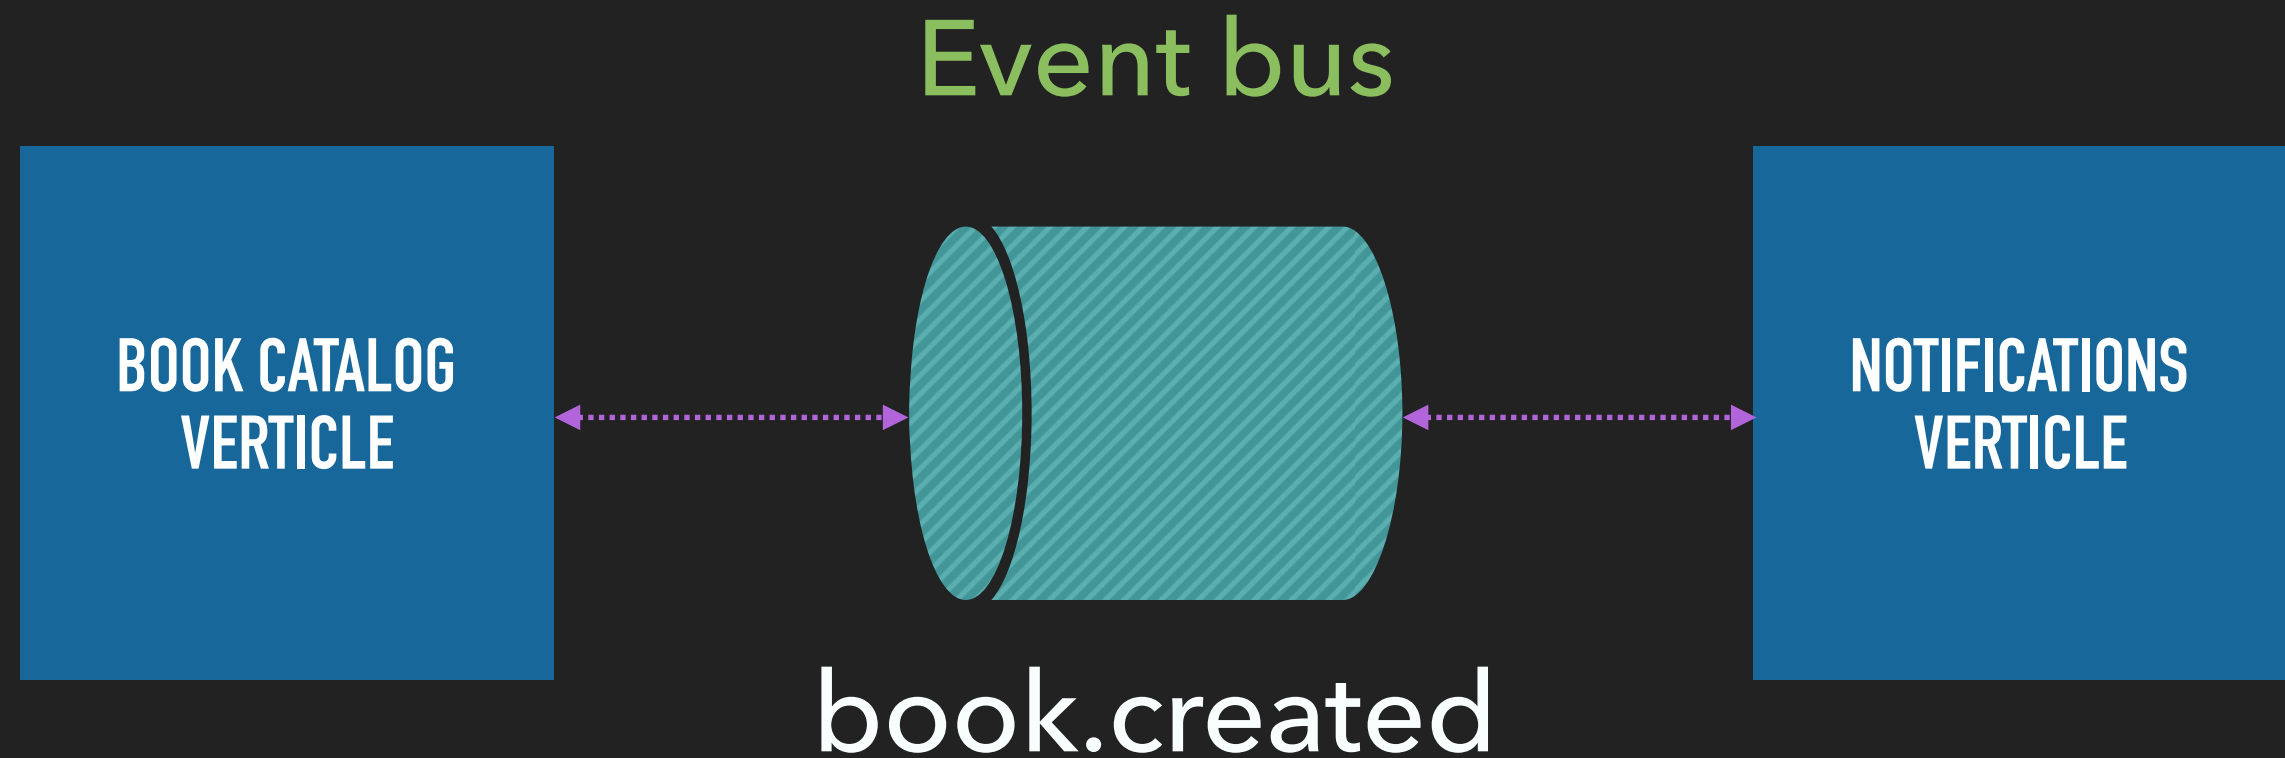 Event bus
BOOK CATALOG
VERTICLE
NOTIFICATIONS
VERTICLE
book.created